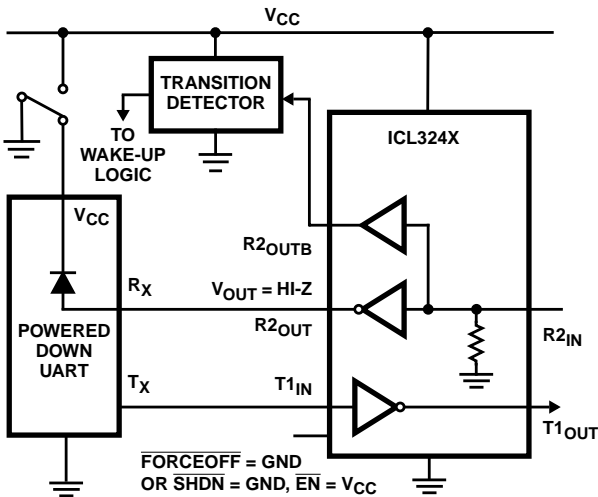 VCC
TRANSITION
DETECTOR
TO
WAKE-UP
LOGIC
ICL324X
VCC
R2OUTB
RX
VOUT = HI-Z
R2OUT
R2IN
POWERED
DOWN
UART
TX
T1IN
T1OUT
FORCEOFF = GND
OR SHDN = GND, EN = VCC